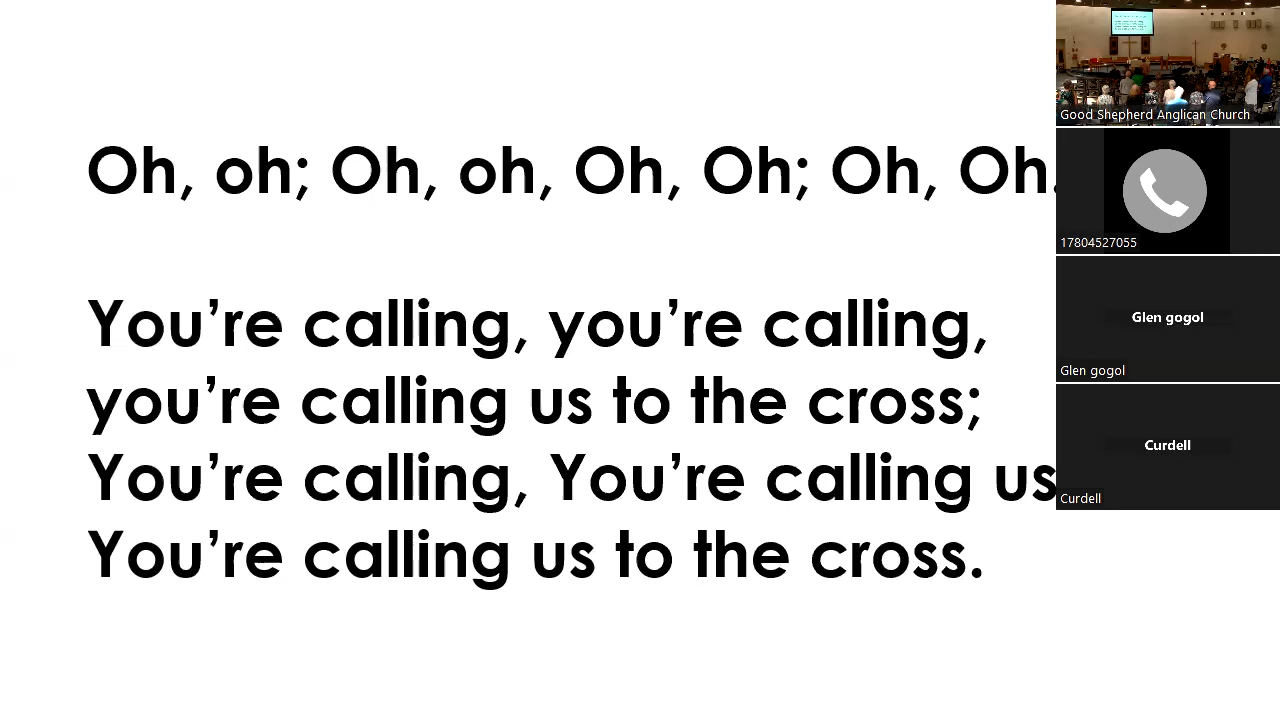 Oh, oh; Oh, oh, Oh, Oh; Oh, Oh.
You’re calling, you’re calling,
you’re calling us to the cross;
You’re calling, You’re calling us
You’re calling us to the cross.
Good Shepherd Anglican Church
17804527055
Glen gogol
Glen gogol
Curdell
Curdell